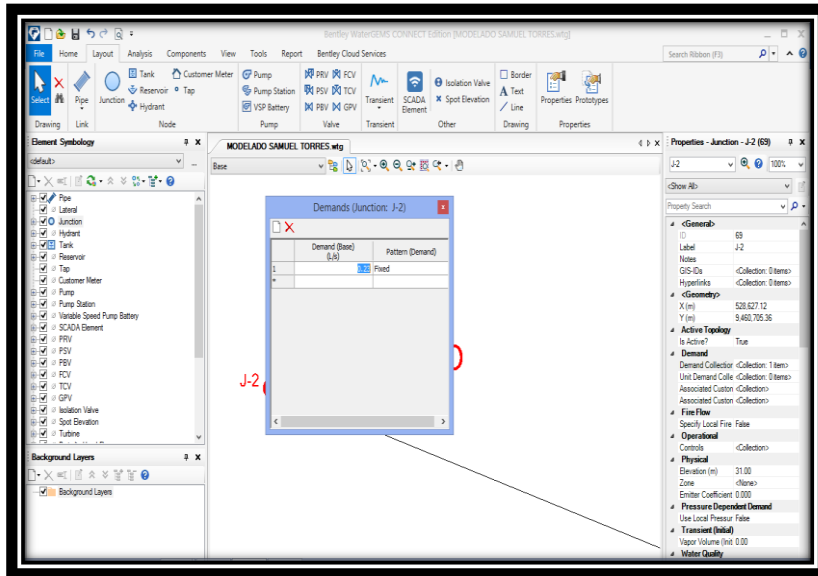 Bentley WaterGEMS CONNECT Edition [MODELADO SAMUEL TORRES.wtg]
File Home Layout Analysis Components View Tools Report Bentley Cloud Services
Search Ribbon (F3)
Select
Pipe
Junction
Tank
Reservoir
Hydrant
Customer Meter
Tap
Pump
Pump Station
VSP Battery
PRV FCV
PSV TCV
PBV GPV
Transient
SCADA Element
Isolation Valve
Spot Elevation
Border
Text
Line
Properties Prototypes
Drawing Link Node Pump Valve Transient Other Drawing Properties
Element Symbology
<default>
Pipe
Lateral
Junction
Hydrant
Tank
Reservoir
Tap
Customer Meter
Pump
Pump Station
Variable Speed Pump Battery
SCADA Element
PRV
PSV
PBV
FCV
TCV
GPV
Isolation Valve
Spot Elevation
Turbine
Background Layers
Background Layers
MODELADO SAMUEL TORRES.wtg
Base
Demands (Junction: J-2)
Demand (Base) (L/s)
Pattern (Demand)
1 0.22 Fixed
*
J-2
Properties - Junction - J-2 (69)
J-2
100%
<Show All>
Property Search
<General>
ID 69
Label J-2
Notes
GIS-IDs <Collection: 0 items>
Hyperlinks <Collection: 0 items>
<Geometry>
X (m) 528,627.12
Y (m) 9,460,705.36
Active Topology
Is Active? True
Demand
Demand Collection <Collection: 1 item>
Unit Demand Colle <Collection: 0 items>
Associated Custon <Collection>
Associated Custon <Collection>
Fire Flow
Specify Local Fire False
Operational
Controls <Collection>
Physical
Elevation (m) 31.00
Zone <None>
Emitter Coefficient 0.000
Pressure Dependent Demand
Use Local Pressur False
Transient (Initial)
Vapor Volume (Init 0.00
Water Quality